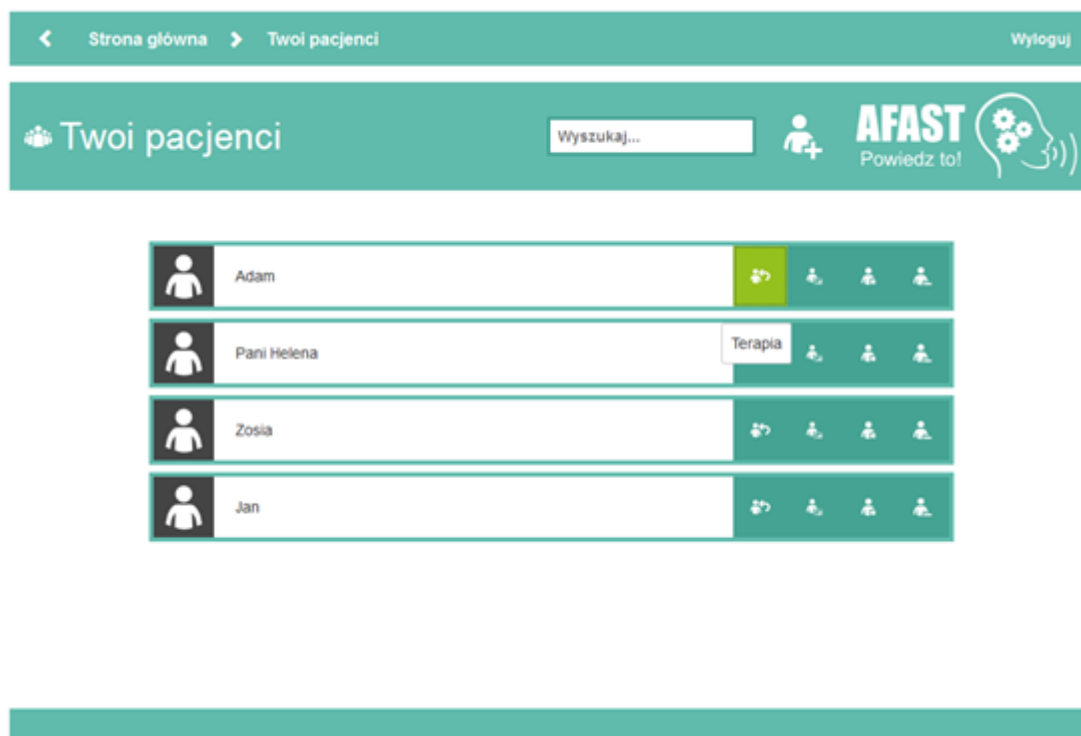 Strona główna Twoi pacjenci Wyloguj
Twoi pacjenci Wyszukaj... AFAST
Powiedz to!
Adam
Terapia
Pani Helena
Zosia
Jan